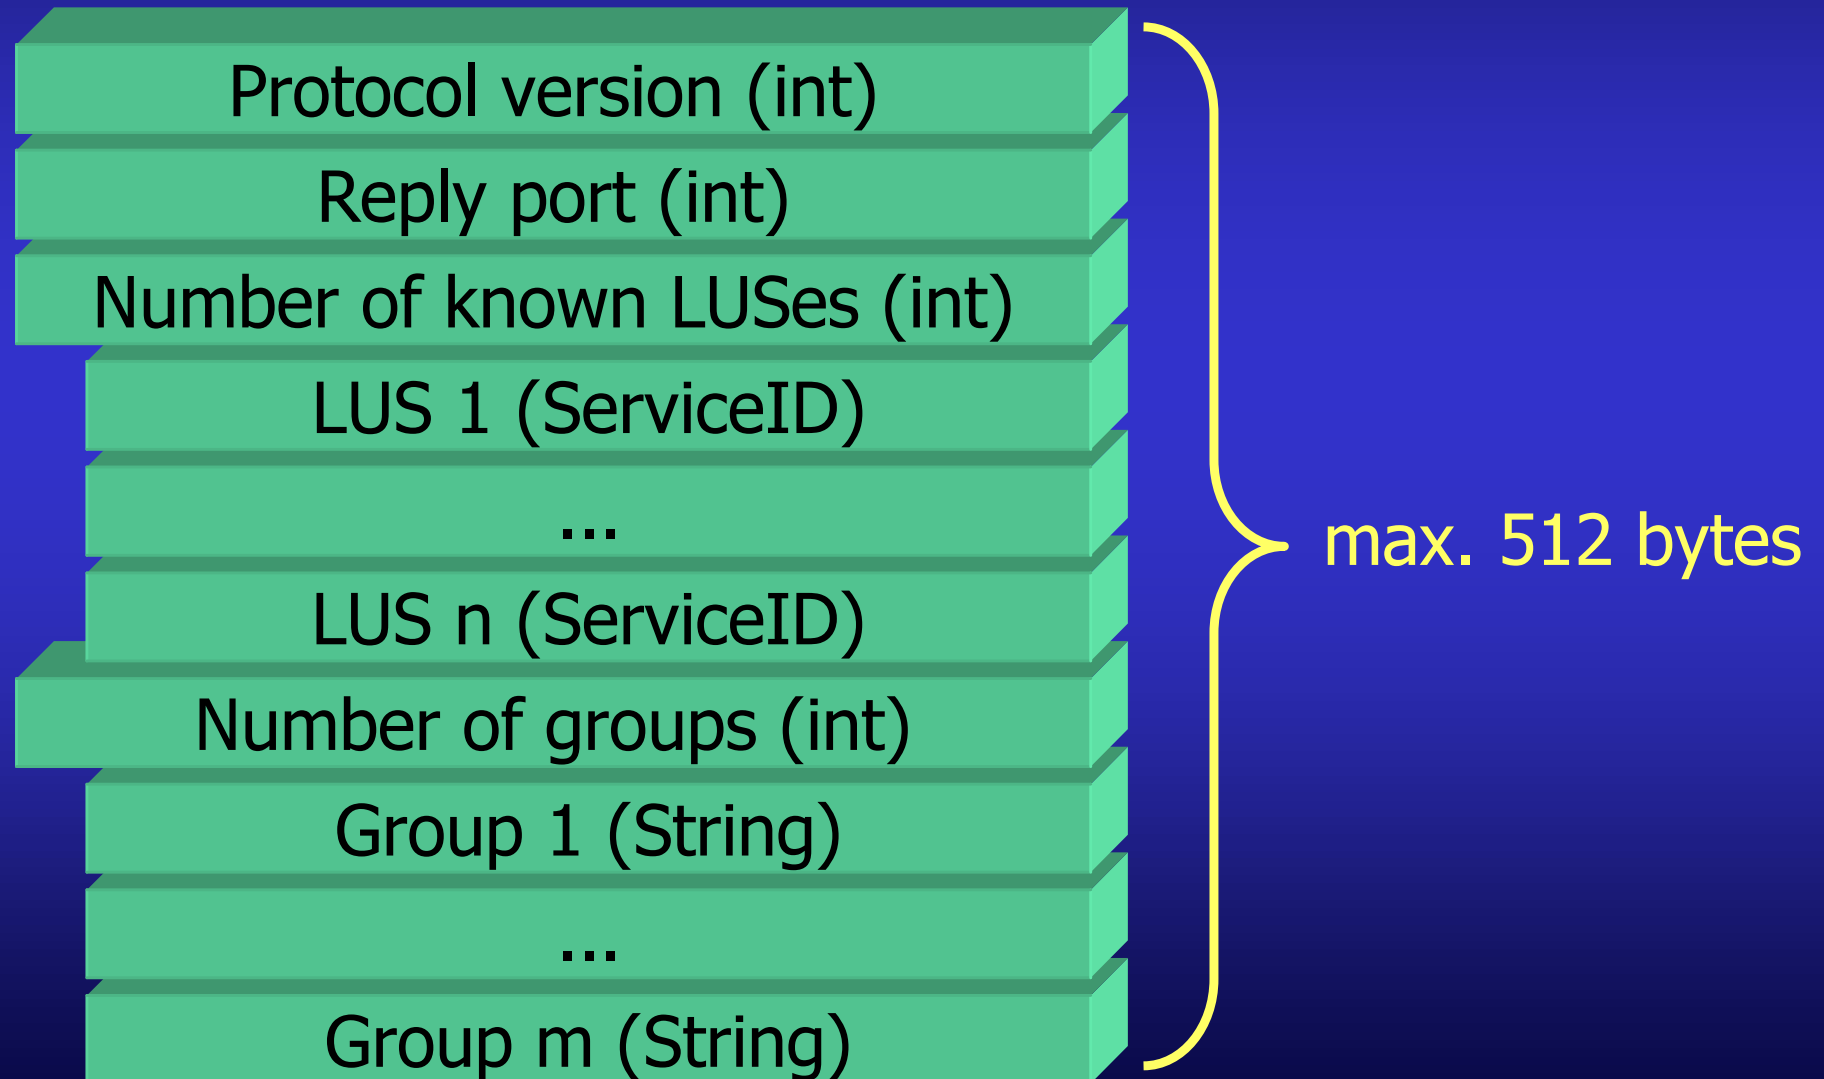 Protocol version (int)
Reply port (int)
Number of known LUSes (int)
LUS 1 (ServiceID)
...
LUS n (ServiceID)
Number of groups (int)
Group 1 (String)
...
Group m (String)
max. 512 bytes